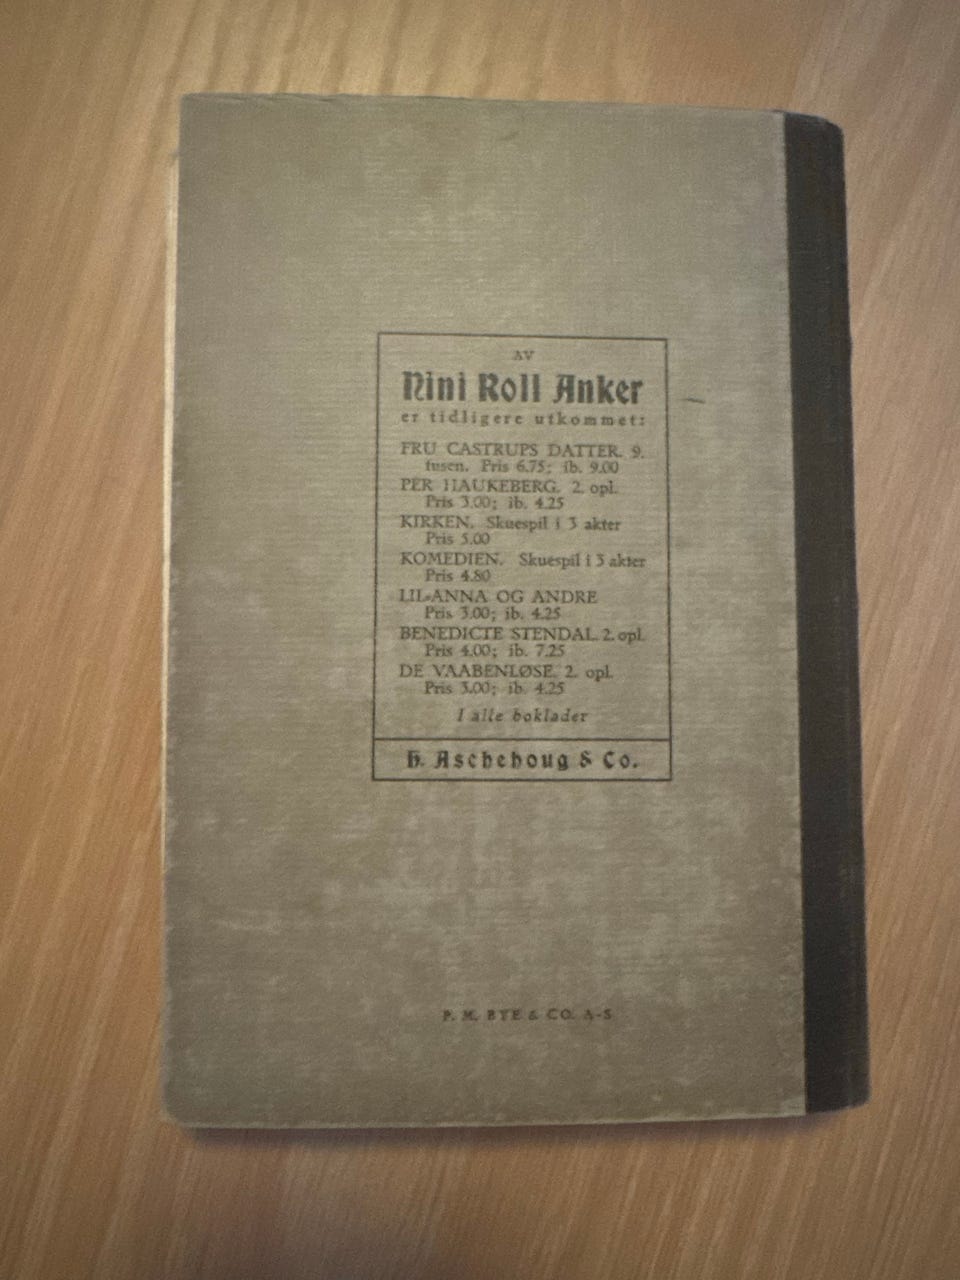 AV
Nini Roll Anker
er tidligere utkommet:
FRU CASTRUPS DATTER. 9.
tusen. Pris 6.75; ib. 9.00
PER HAUKEBERG. 2. opl.
Pris 3.00; ib. 4.25
KIRKEN. Skuespil i 3 akter
Pris 5.00
KOMEDIEN. Skuespil i 3 akter
Pris 4.80
LIL-ANNA OG ANDRE
Pris 3.00; ib. 4.25
BENEDICTE STENDAL. 2. opl.
Pris 4.00; ib. 7.25
DE VAABENLØSE. 2. opl.
Pris 3.00; ib. 4.25
I alle boklader
H. Aschehoug & Co.
P. M. BYE & CO. A-S